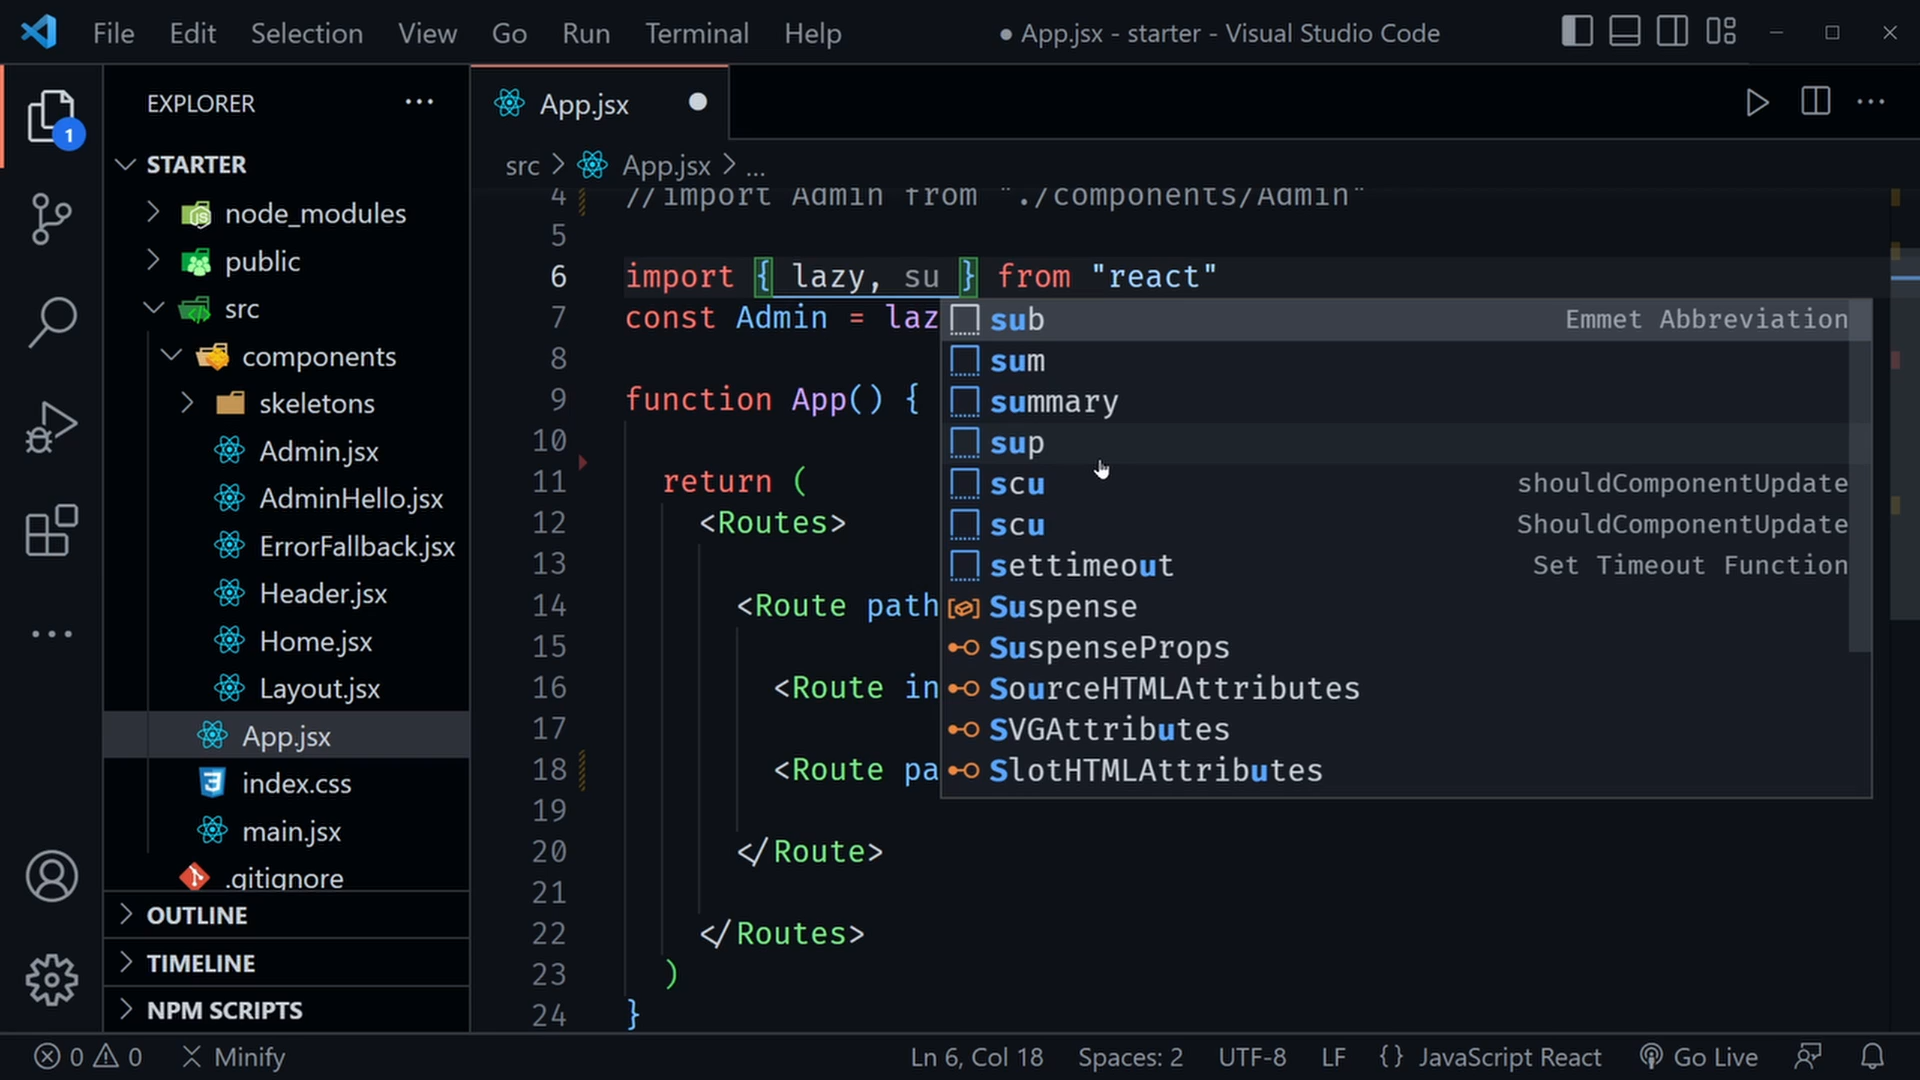 File Edit Selection View Go Run Terminal Help
● App.jsx - starter - Visual Studio Code
1
EXPLORER
STARTER
node_modules
public
src
components
skeletons
Admin.jsx
AdminHello.jsx
ErrorFallback.jsx
Header.jsx
Home.jsx
Layout.jsx
App.jsx
index.css
main.jsx
.gitignore
OUTLINE
TIMELINE
NPM SCRIPTS
App.jsx
src > App.jsx > ...
4 //import Admin from "./components/Admin"
5
6 import { lazy, su } from "react"
7 const Admin = laz
8
9 function App() {
10
11 return (
12 <Routes>
13
14 <Route path
15
16 <Route in
17
18 <Route pa
19
20 </Route>
21
22 </Routes>
23 )
24 }
sub Emmet Abbreviation
sum
summary
sup
scu shouldComponentUpdate
scu ShouldComponentUpdate
settimeout Set Timeout Function
Suspense
SuspenseProps
SourceHTMLAttributes
SVGAttributes
SlotHTMLAttributes
0 0 Minify
Ln 6, Col 18 Spaces: 2 UTF-8 LF {} JavaScript React Go Live